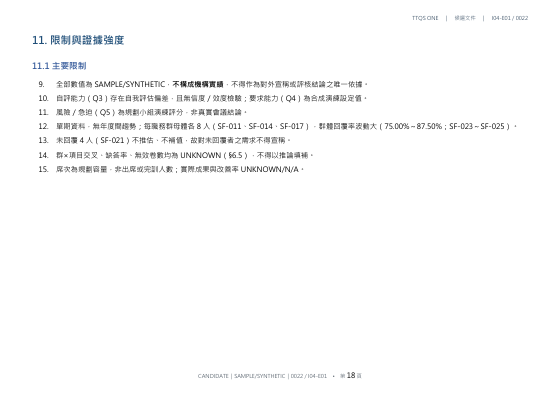 TTQS ONE | 候審文件 | I04-E01 / 0022
11. 限制與證據強度
11.1 主要限制
9. 全部數值為 SAMPLE/SYNTHETIC，不構成機構實績，不得作為對外宣稱或評核結論之唯一依據。
10. 自評能力（Q3）存在自我評估偏差，且無信度 / 效度檢驗；要求能力（Q4）為合成演練設定值。
11. 風險 / 急迫（Q5）為規劃小組演練評分，非真實會議結論。
12. 單期資料，無年度間趨勢；每職務群母體各 8 人（SF-011、SF-014、SF-017），群體回覆率波動大（75.00%～87.50%；SF-023～SF-025）。
13. 未回覆 4 人（SF-021）不推估、不補值，故對未回覆者之需求不得宣稱。
14. 群×項目交叉、缺答率、無效卷數均為 UNKNOWN（§6.5），不得以推論填補。
15. 席次為規劃容量，非出席或完訓人數；實際成果與改善率 UNKNOWN/N/A。
CANDIDATE | SAMPLE/SYNTHETIC | 0022 / I04-E01 • 第 18 頁